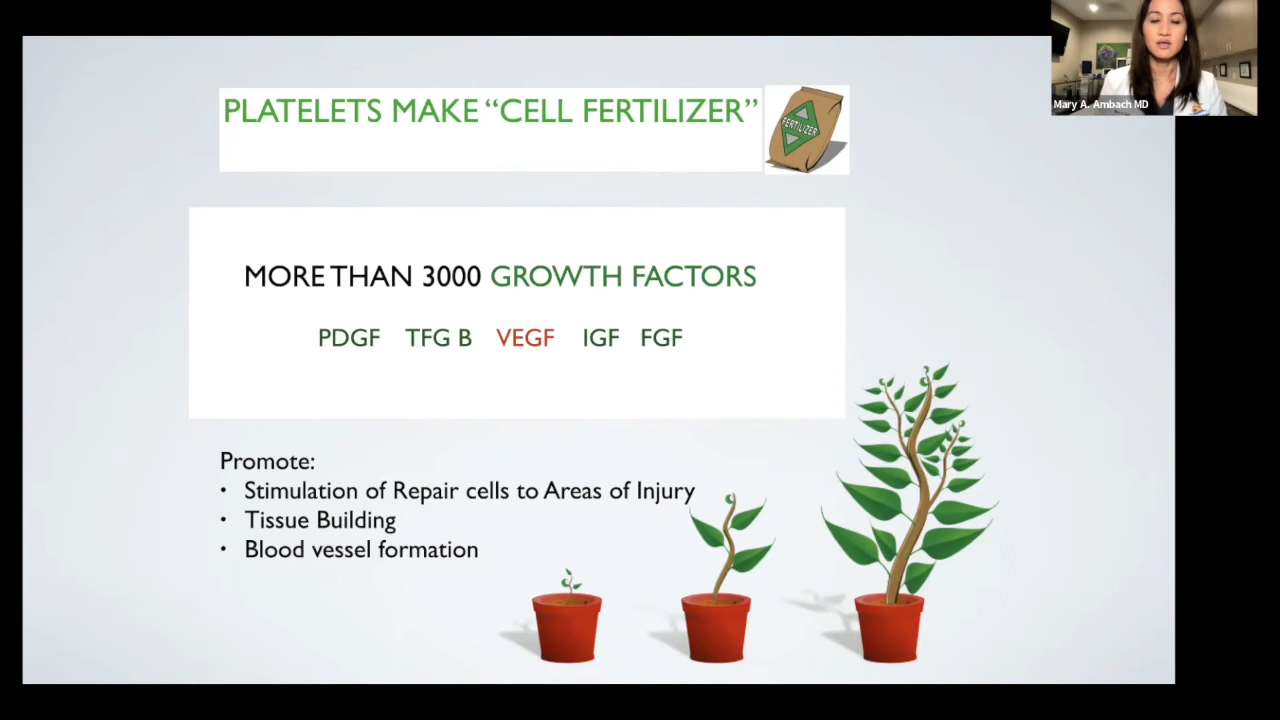 Mary A. Ambach MD
PLATELETS MAKE “CELL FERTILIZER”
FERTILIZER
MORE THAN 3000 GROWTH FACTORS
PDGF TFG B VEGF IGF FGF
Promote:
• Stimulation of Repair cells to Areas of Injury
• Tissue Building
• Blood vessel formation